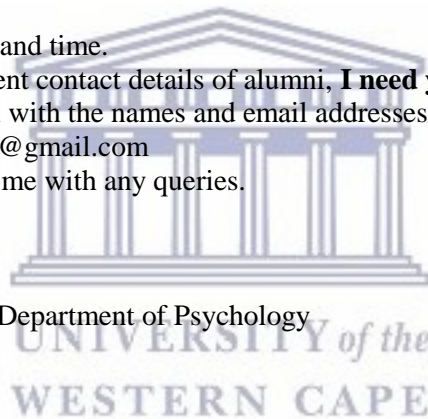 and time.
ent contact details of alumni, I need y
with the names and email addresses
@gmail.com
me with any queries.
Department of Psychology
UNIVERSITY of the
WESTERN CAPE